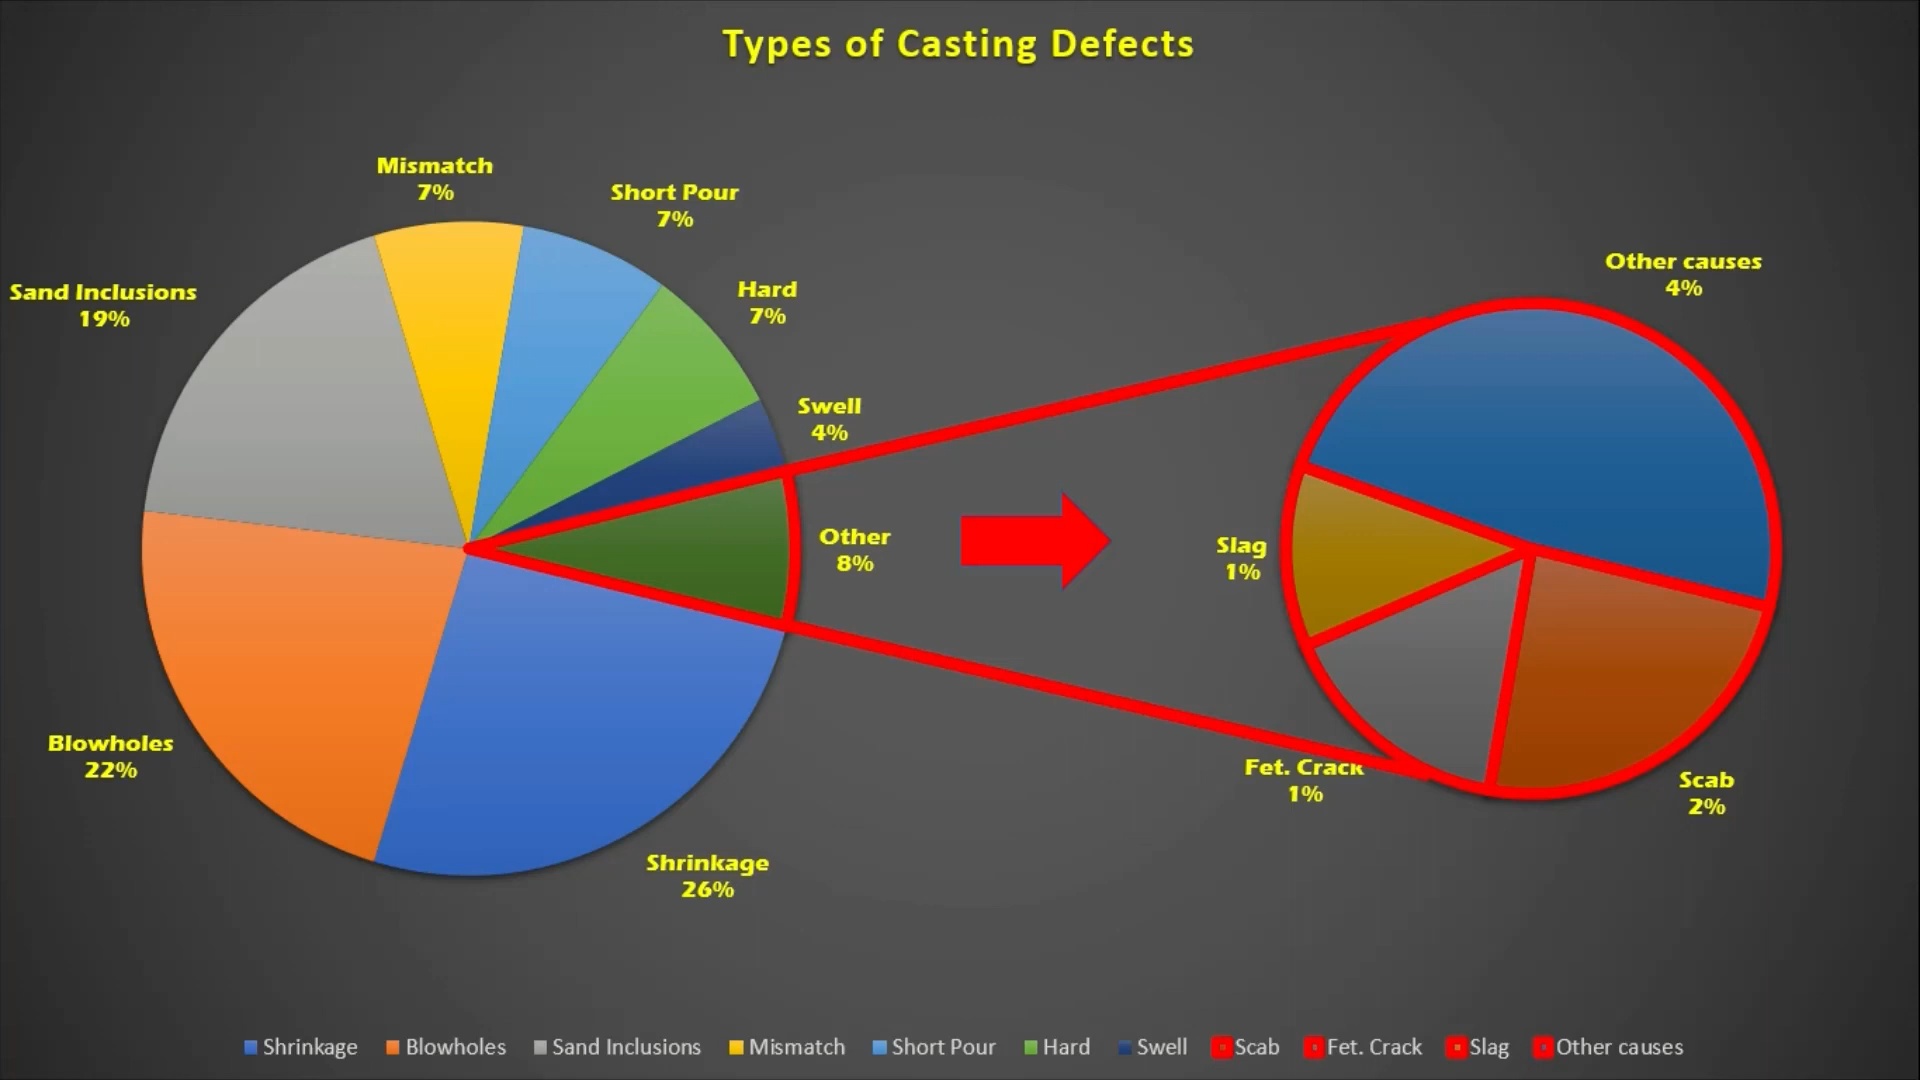 Types of Casting Defects
Mismatch
7%
Short Pour
7%
Sand Inclusions
19%
Hard
7%
Swell
4%
Other causes
4%
Other
8%
Slag
1%
Blowholes
22%
Fet. Crack
1%
Scab
2%
Shrinkage
26%
Shrinkage Blowholes Sand Inclusions Mismatch Short Pour Hard Swell Scab Fet. Crack Slag Other causes